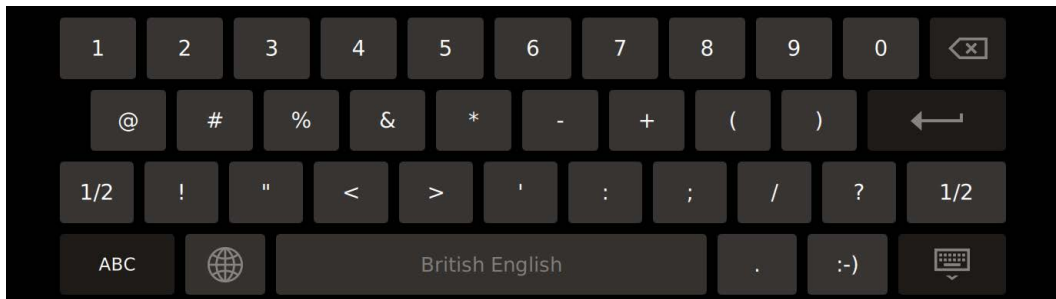 1 2 3 4 5 6 7 8 9 0
@ # % & * - + ( )
1/2 ! " < > ' : ; / ? 1/2
ABC British English . :-)